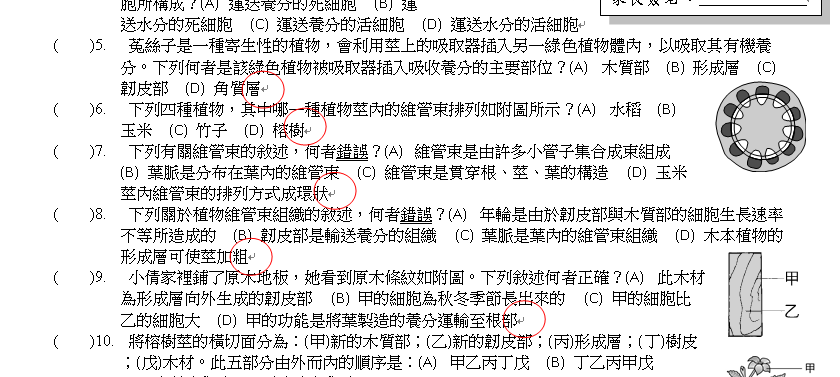 胞所構成？(A) 運送養分的死細胞 (B) 運
送水分的死細胞 (C) 運送養分的活細胞 (D) 運送水分的活細胞↵
( )5. 菟絲子是一種寄生性的植物，會利用莖上的吸取器插入另一綠色植物體內，以吸取其有機養
分。下列何者是該綠色植物被吸取器插入吸收養分的主要部位？(A) 木質部 (B) 形成層 (C)
韌皮部 (D) 角質層↵
( )6. 下列四種植物，其中哪一種植物莖內的維管束排列如附圖所示？(A) 水稻 (B)
玉米 (C) 竹子 (D) 榕樹↵
( )7. 下列有關維管束的敘述，何者錯誤？(A) 維管束是由許多小管子集合成束組成
(B) 葉脈是分布在葉內的維管束 (C) 維管束是貫穿根、莖、葉的構造 (D) 玉米
莖內維管束的排列方式成環狀↵
( )8. 下列關於植物維管束組織的敘述，何者錯誤？(A) 年輪是由於韌皮部與木質部的細胞生長速率
不等所造成的 (B) 韌皮部是輸送養分的組織 (C) 葉脈是葉內的維管束組織 (D) 木本植物的
形成層可使莖加粗↵
( )9. 小倩家裡鋪了原木地板，她看到原木條紋如附圖。下列敘述何者正確？(A) 此木材
為形成層向外生成的韌皮部 (B) 甲的細胞為秋冬季節長出來的 (C) 甲的細胞比
乙的細胞大 (D) 甲的功能是將葉製造的養分運輸至根部↵
甲
乙
( )10. 將榕樹莖的橫切面分為：(甲)新的木質部；(乙)新的韌皮部；(丙)形成層；(丁)樹皮
；(戊)木材。此五部分由外而內的順序是：(A) 甲乙丙丁戊 (B) 丁乙丙甲戊
甲